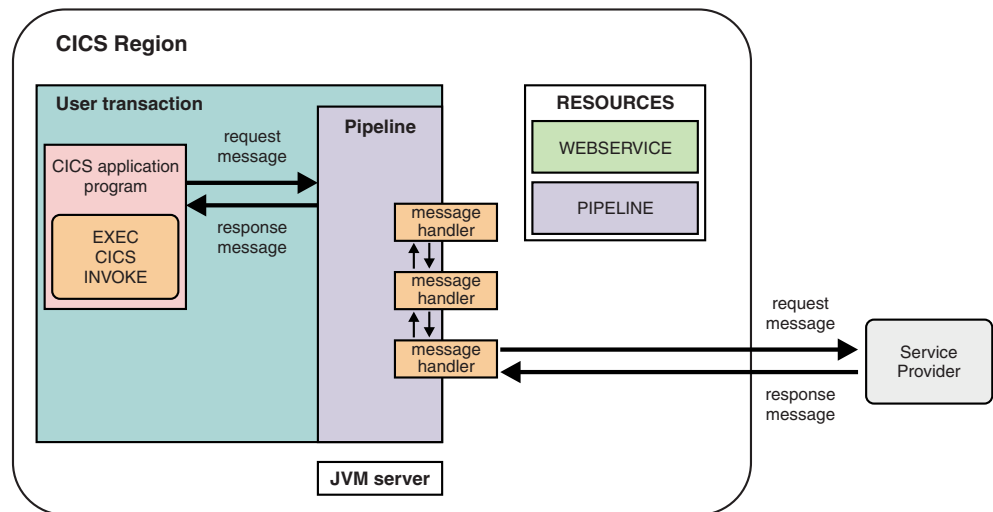 CICS Region
User transaction
Pipeline
request
message
CICS application
program
EXEC
CICS
INVOKE
response
message
message
handler
message
handler
message
handler
RESOURCES
WEBSERVICE
PIPELINE
request
message
Service
Provider
response
message
JVM server